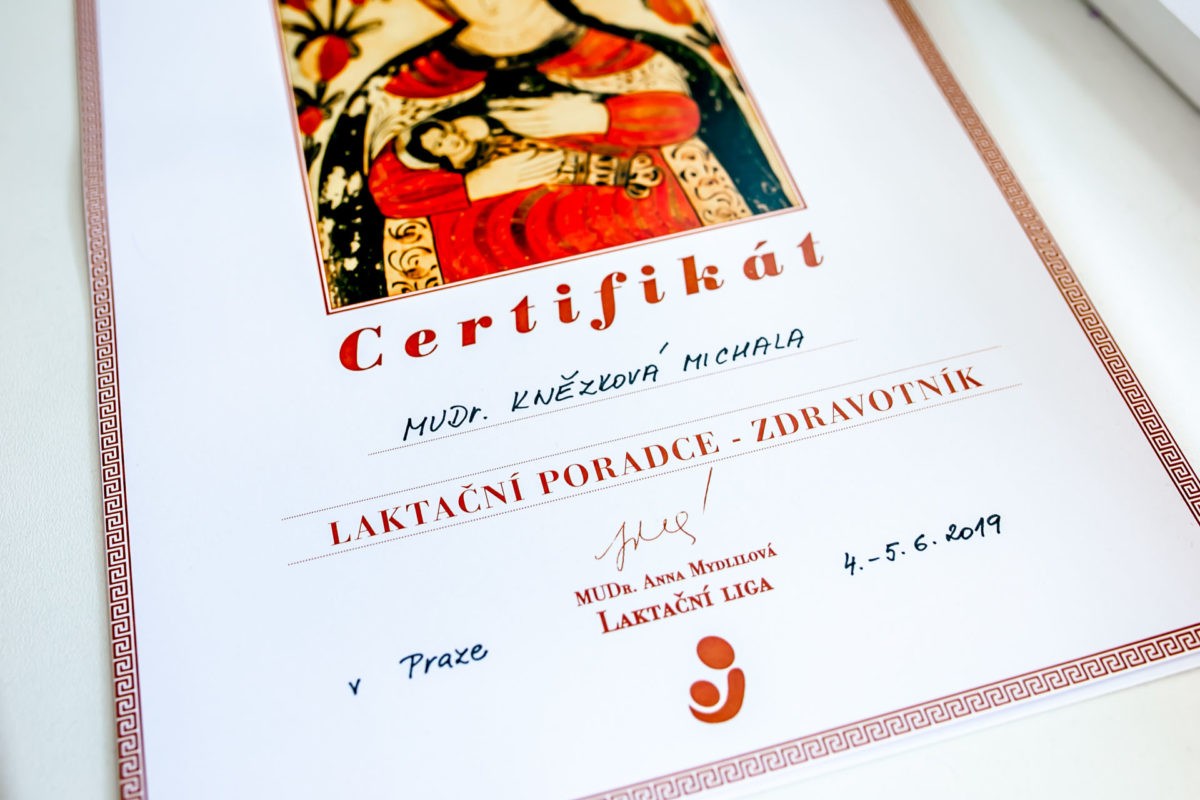 Certifikát
MUDr. KNĚZKOVÁ MICHALA
LAKTAČNÍ PORADCE - ZDRAVOTNÍK
MUDR. ANNA MYDLILOVÁ
LAKTAČNÍ LIGA
4.-5.6.2019
v Praze